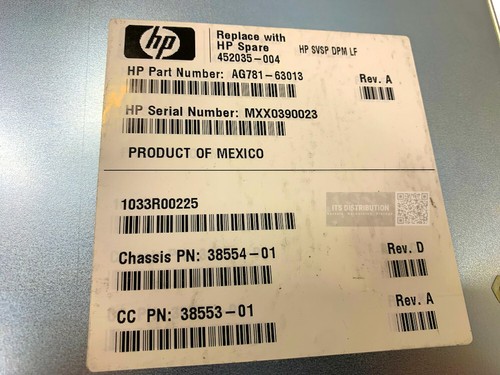 hp
Replace with
HP Spare
452035-004
HP SVSP DPM LF
HP Part Number: AG781-63013
Rev. A
HP Serial Number: MXX0390023
PRODUCT OF MEXICO
1033R00225
ITS DISTRIBUTION
Chassis PN: 38554-01
Rev. D
CC PN: 38553-01
Rev. A